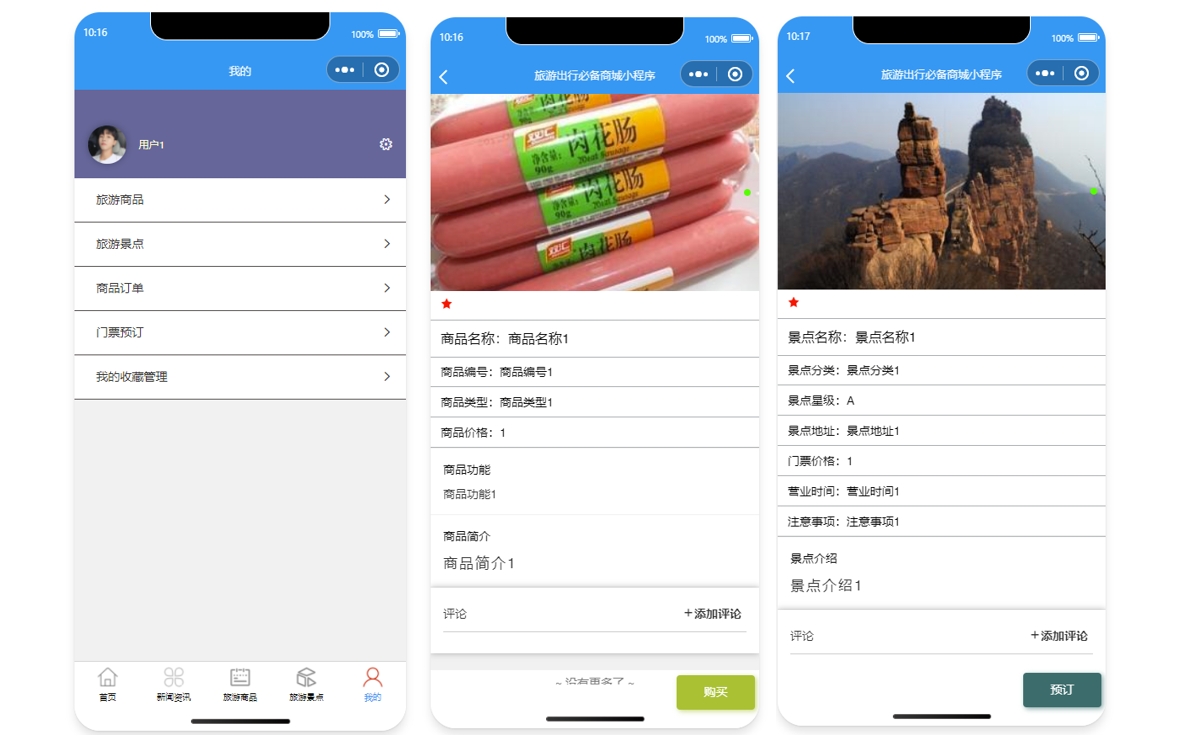 10:16
100%
我的
用户1
旅游商品
旅游景点
商品订单
门票预订
我的收藏管理
首页
新闻资讯
旅游商品
旅游景点
我的
10:16
100%
旅游出行必备商城小程序
肉花肠
双汇
肉花肠
净含量:
90g
净含量:
90g
肉花肠
商品名称：商品名称1
商品编号：商品编号1
商品类型：商品类型1
商品价格：1
商品功能
商品功能1
商品简介
商品简介1
评论
+添加评论
~ 没有更多了 ~
购买
10:17
100%
旅游出行必备商城小程序
景点名称：景点名称1
景点分类：景点分类1
景点星级：A
景点地址：景点地址1
门票价格：1
营业时间：营业时间1
注意事项：注意事项1
景点介绍
景点介绍1
评论
+添加评论
预订